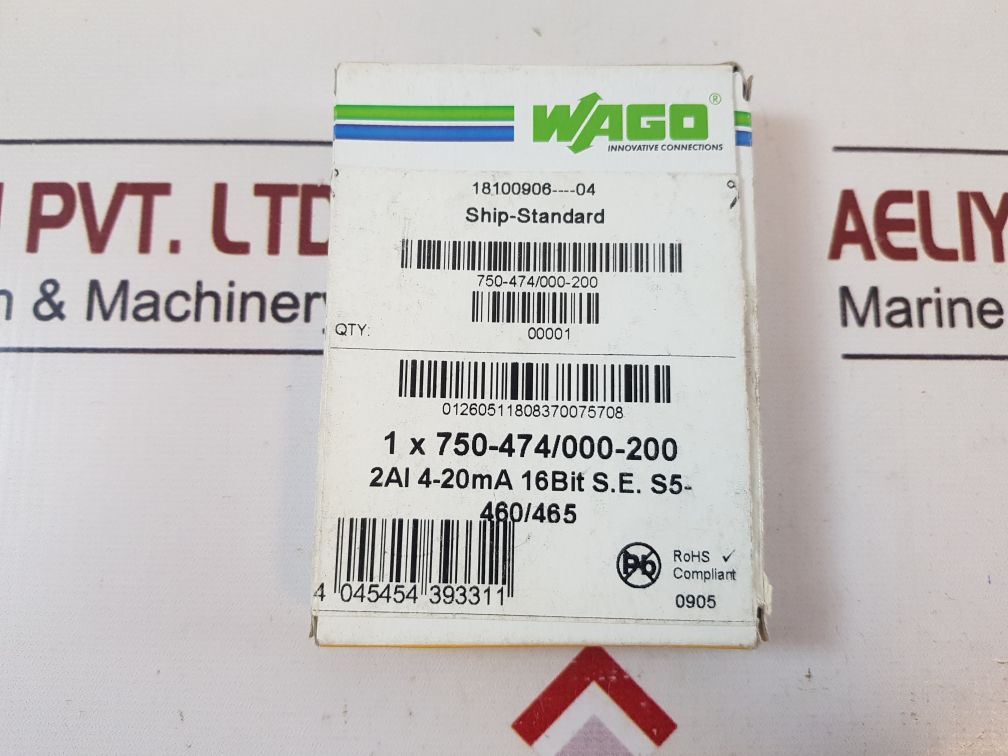 WAGO®
INNOVATIVE CONNECTIONS
18100906----04
Ship-Standard
750-474/000-200
QTY:
00001
01260511808370075708
1 x 750-474/000-200
2AI 4-20mA 16Bit S.E. S5-
460/465
4 045454 393311
Pb
RoHS ✓
Compliant
0905
PVT. LTD
& Machinery
AELIY
Marine